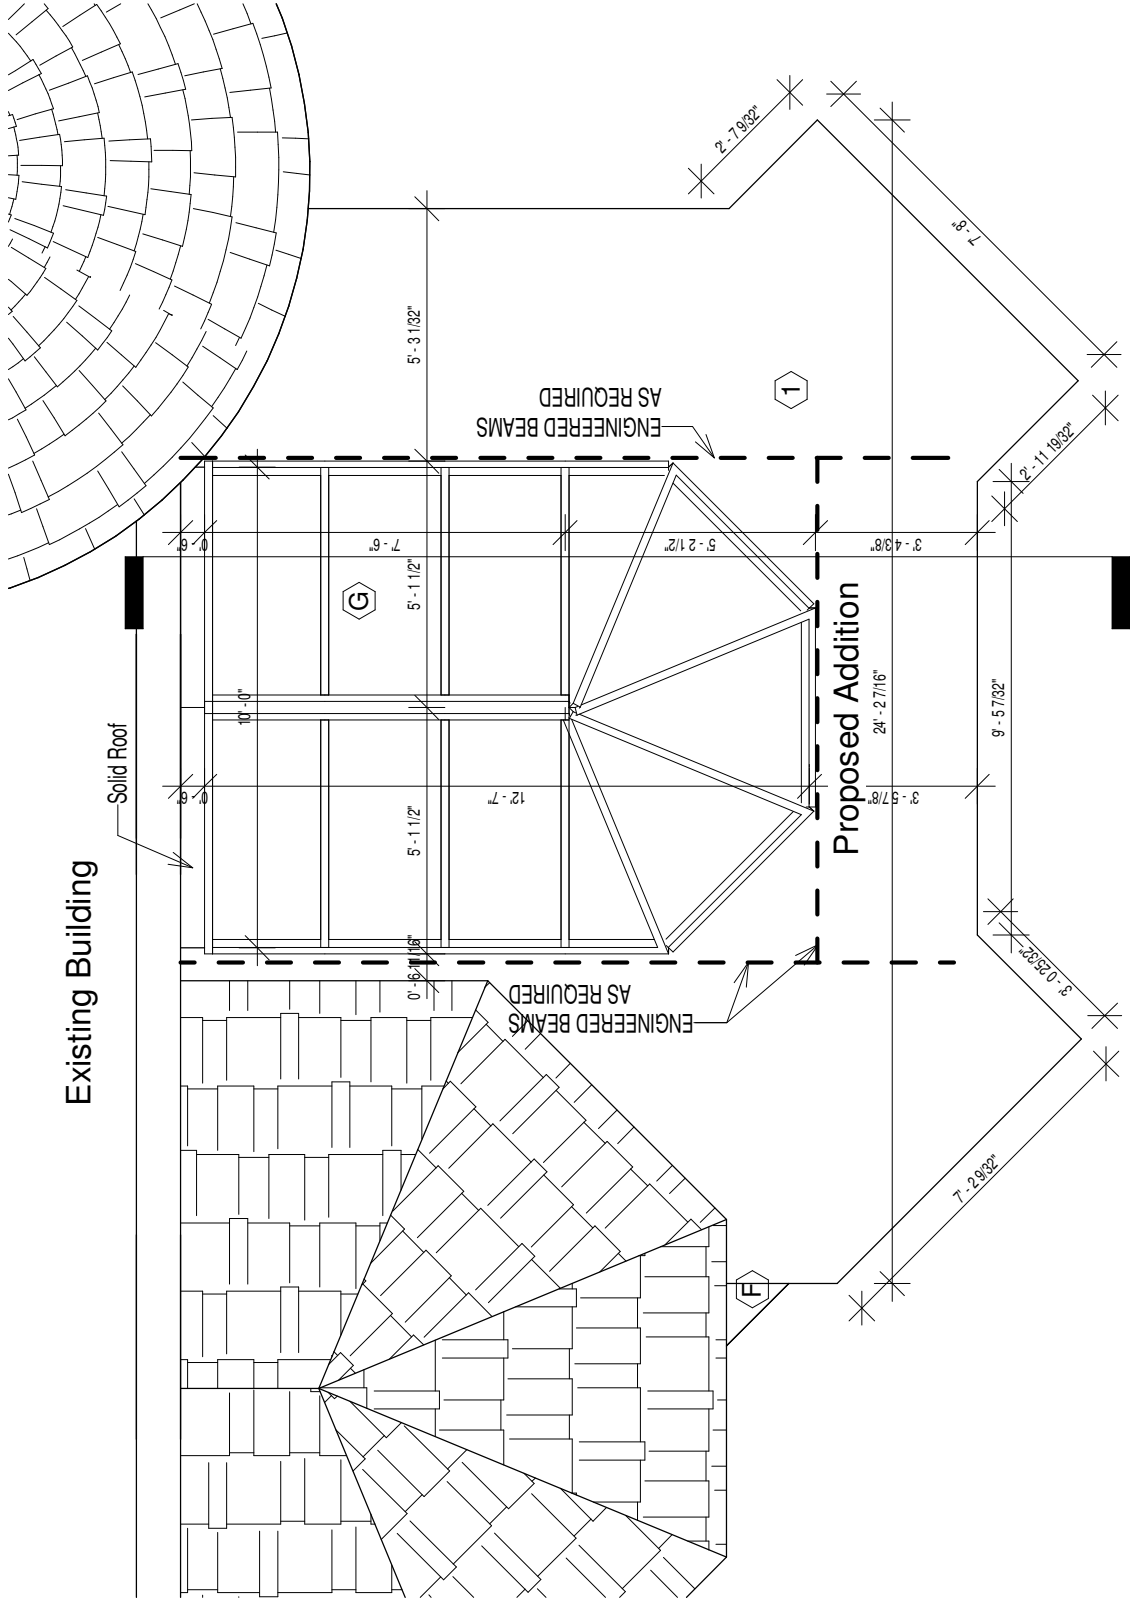 Existing Building
Solid Roof
Proposed Addition
ENGINEERED BEAMS
AS REQUIRED
ENGINEERED BEAMS
AS REQUIRED
G
1
F
0' - 6 11/16"
5' - 1 1/2"
5' - 1 1/2"
5' - 3 1/32"
10' - 0"
0' - 6"
12' - 7"
3' - 5 7/8"
0' - 6"
7' - 6"
5' - 2 1/2"
3' - 4 3/8"
24' - 2 7/16"
7' - 2 9/32"
3' - 0 25/32"
9' - 5 7/32"
2' - 11 19/32"
7' - 8"
2' - 7 9/32"